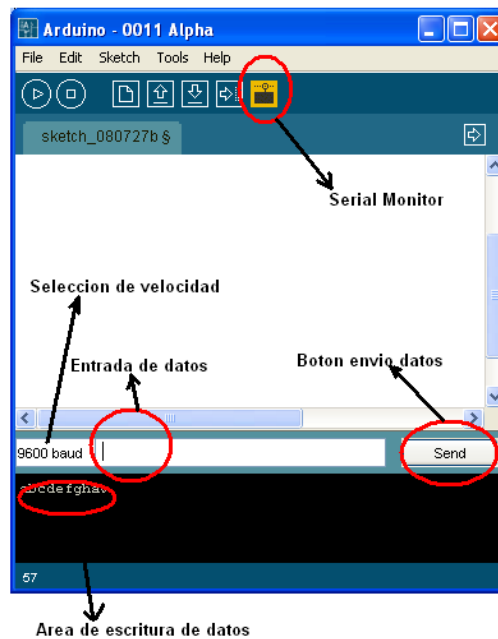 Arduino - 0011 Alpha
File Edit Sketch Tools Help
sketch_080727b §
Serial Monitor
Seleccion de velocidad
Entrada de datos
Boton envio datos
9600 baud
Send
abcdefghav
57
Area de escritura de datos